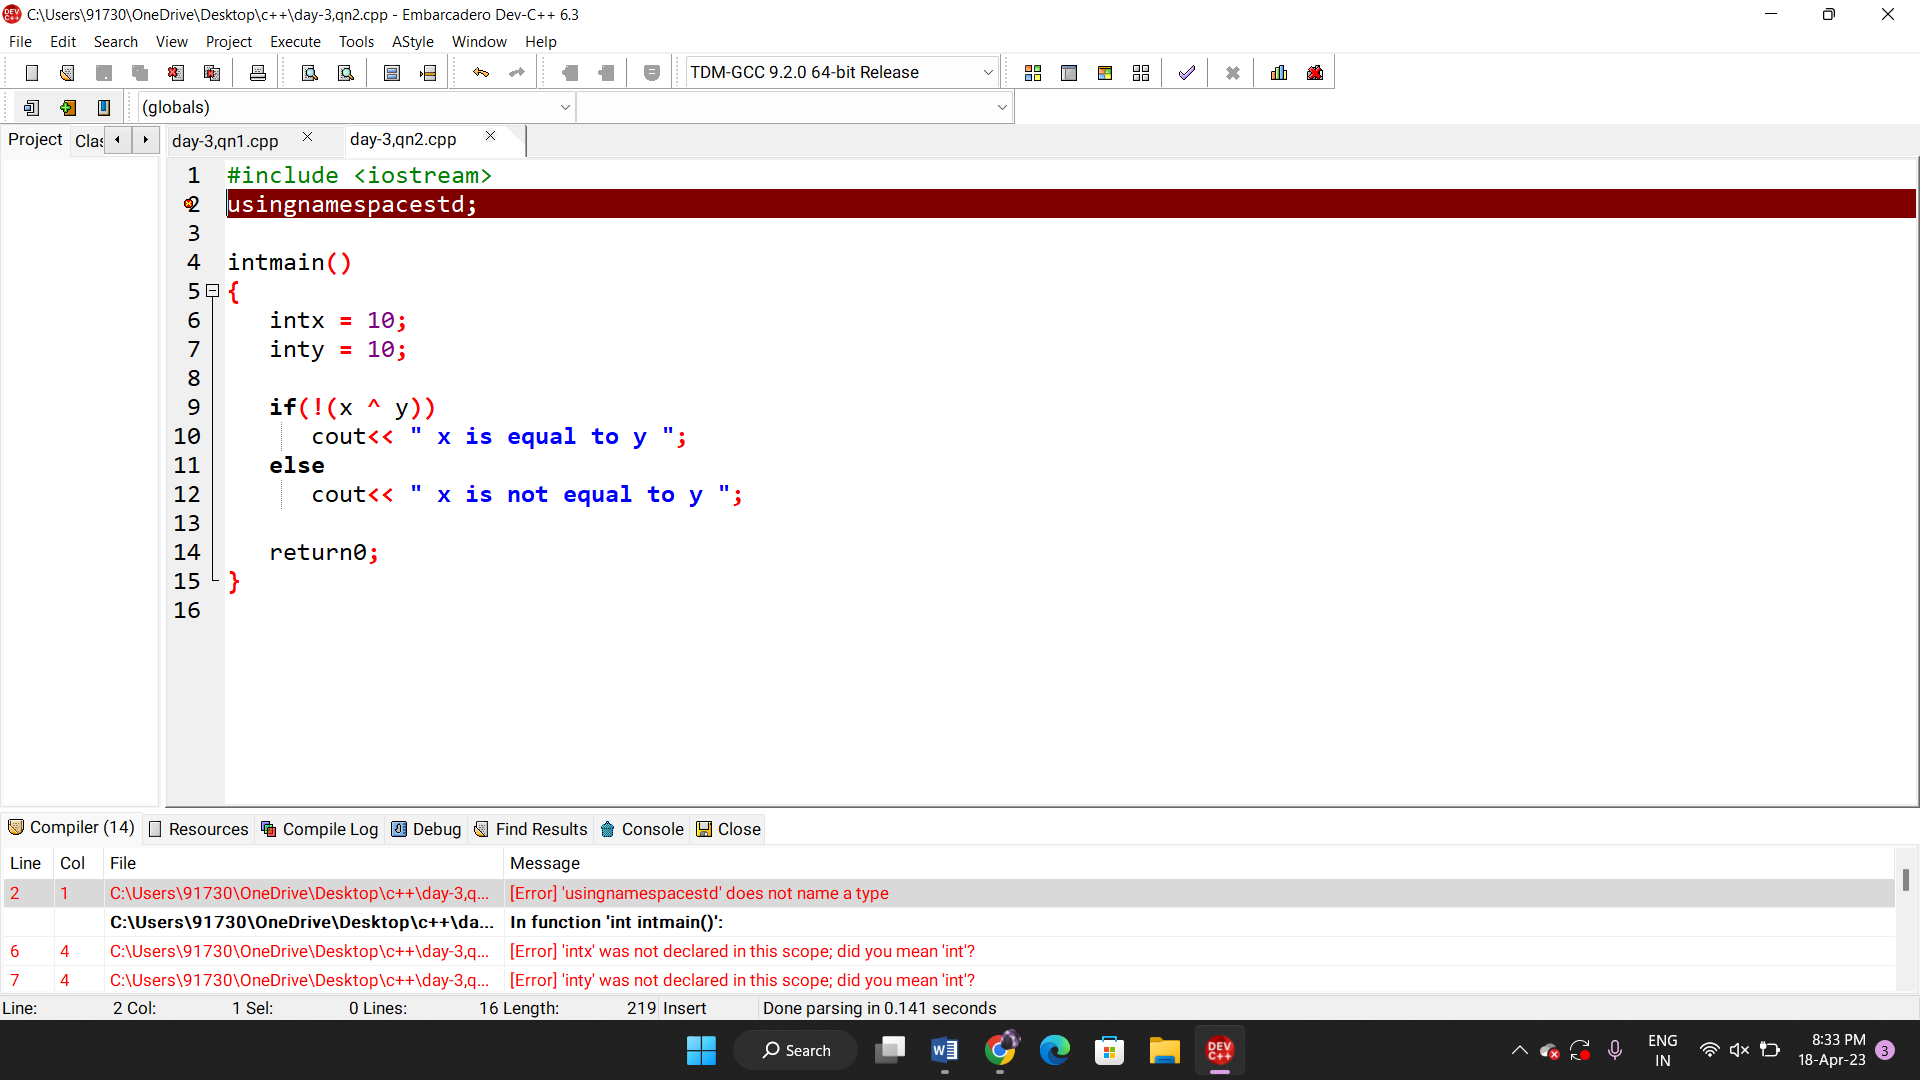 C:\Users\91730\OneDrive\Desktop\c++\day-3,qn2.cpp - Embarcadero Dev-C++ 6.3
File Edit Search View Project Execute Tools AStyle Window Help
TDM-GCC 9.2.0 64-bit Release
(globals)
Project Clas day-3,qn1.cpp day-3,qn2.cpp
1 #include <iostream>
2 usingnamespacestd;
3
4 intmain()
5 {
6 intx = 10;
7 inty = 10;
8
9 if(!(x ^ y))
10 cout<< " x is equal to y ";
11 else
12 cout<< " x is not equal to y ";
13
14 return0;
15 }
16
Compiler (14) Resources Compile Log Debug Find Results Console Close
Line Col File Message
2 1 C:\Users\91730\OneDrive\Desktop\c++\day-3,q... [Error] 'usingnamespacestd' does not name a type
C:\Users\91730\OneDrive\Desktop\c++\da... In function 'int intmain()':
6 4 C:\Users\91730\OneDrive\Desktop\c++\day-3,q... [Error] 'intx' was not declared in this scope; did you mean 'int'?
7 4 C:\Users\91730\OneDrive\Desktop\c++\day-3,q... [Error] 'inty' was not declared in this scope; did you mean 'int'?
Line: 2 Col: 1 Sel: 0 Lines: 16 Length: 219 Insert Done parsing in 0.141 seconds
Search DEV C++ ENG IN 8:33 PM 18-Apr-23 3